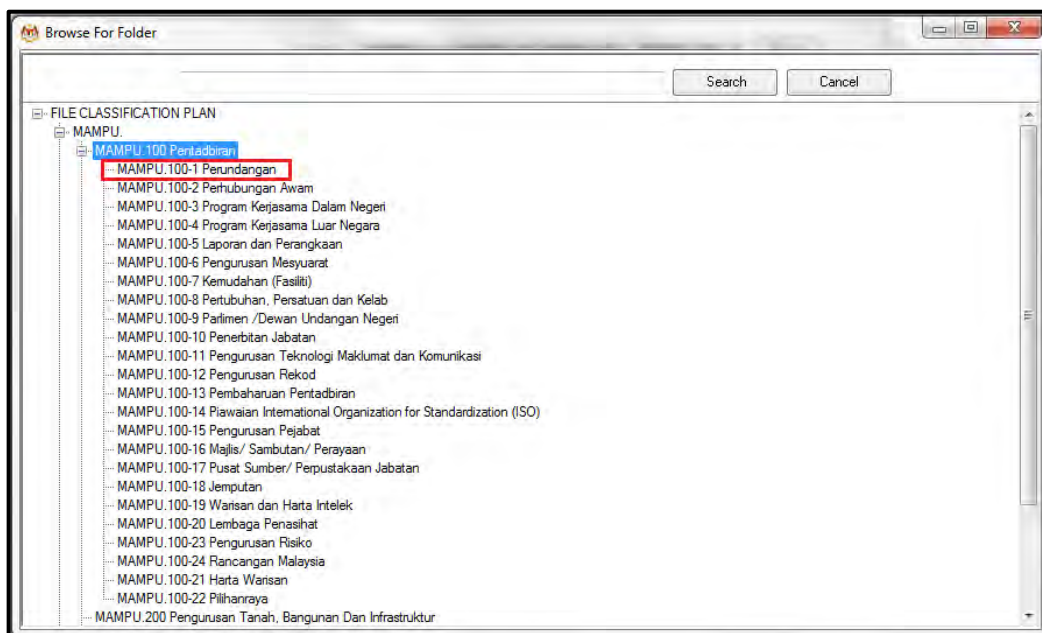 Browse For Folder
Search
Cancel
FILE CLASSIFICATION PLAN
MAMPU.
MAMPU.100 Pentadbiran
MAMPU.100-1 Perundangan
MAMPU.100-2 Perhubungan Awam
MAMPU.100-3 Program Kerjasama Dalam Negeri
MAMPU.100-4 Program Kerjasama Luar Negara
MAMPU.100-5 Laporan dan Perangkaan
MAMPU.100-6 Pengurusan Mesyuarat
MAMPU.100-7 Kemudahan (Fasiliti)
MAMPU.100-8 Pertubuhan, Persatuan dan Kelab
MAMPU.100-9 Parlimen /Dewan Undangan Negeri
MAMPU.100-10 Penerbitan Jabatan
MAMPU.100-11 Pengurusan Teknologi Maklumat dan Komunikasi
MAMPU.100-12 Pengurusan Rekod
MAMPU.100-13 Pembaharuan Pentadbiran
MAMPU.100-14 Piawaian International Organization for Standardization (ISO)
MAMPU.100-15 Pengurusan Pejabat
MAMPU.100-16 Majlis/ Sambutan/ Perayaan
MAMPU.100-17 Pusat Sumber/ Perpustakaan Jabatan
MAMPU.100-18 Jemputan
MAMPU.100-19 Warisan dan Harta Intelek
MAMPU.100-20 Lembaga Penasihat
MAMPU.100-23 Pengurusan Risiko
MAMPU.100-24 Rancangan Malaysia
MAMPU.100-21 Harta Warisan
MAMPU.100-22 Pilihanraya
MAMPU.200 Pengurusan Tanah, Bangunan Dan Infrastruktur